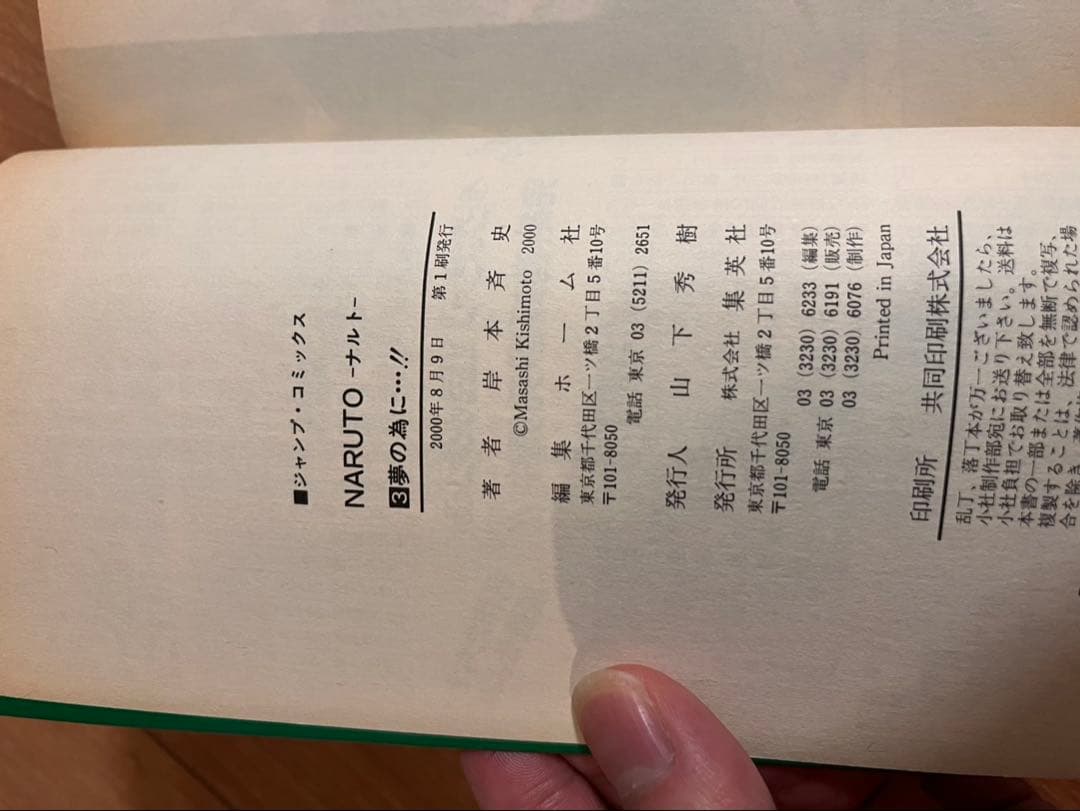 ■ジャンプ・コミックス
NARUTO –ナルト–
3 夢の為に…!!
2000年8月9日 第1刷発行
著者 岸本斉史
©Masashi Kishimoto 2000
編集 ホーム社
東京都千代田区一ツ橋2丁目5番10号
〒101-8050
電話 東京 03 (5211) 2651
発行人 山下秀樹
発行所 株式会社 集英社
東京都千代田区一ツ橋2丁目5番10号
〒101-8050
03 (3230) 6233 (編集)
電話 東京 03 (3230) 6191 (販売)
03 (3230) 6076 (制作)
Printed in Japan
印刷所 共同印刷株式会社
乱丁、落丁本が万一ございましたら、
小社制作部宛にお送り下さい。送料は
小社負担でお取り替え致します。
本書の一部または全部を無断で複写、
複製することは、法律で認められた場
合を除き、